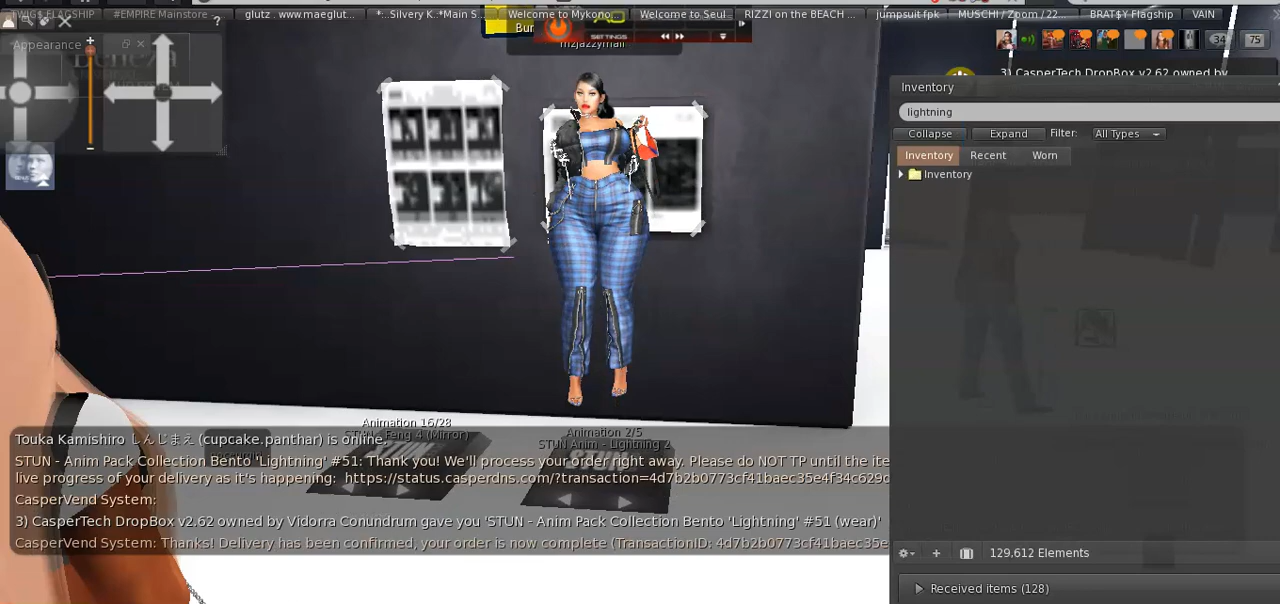 #EMPIRE Mainstore
glutz . www.maeglut...
*:..Silvery K..*Main S...
Welcome to Mykono...
Welcome to Seul
RIZZI on the BEACH ...
jumpsuit fpk
MUSCHI / Zoom / 22...
BRAT$Y Flagship
VAIN
Appearance
?
SETTINGS
34
75
3) CasperTech DropBox v2.62 owned by
Inventory
lightning
Collapse
Expand
Filter:
All Types
Inventory
Recent
Worn
Inventory
Animation 16/28
Feng 4 (Mirror)
Animation 2/5
STUN Anim - Lightning 2
STUN
Touka Kamishiro しんじまえ (cupcake.panthar) is online.
STUN - Anim Pack Collection Bento 'Lightning' #51: Thank you! We'll process your order right away. Please do NOT TP until the ite
live progress of your delivery as it's happening: https://status.casperdns.com/?transaction=4d7b2b0773cf41baec35e4f34c629c
CasperVend System:
3) CasperTech DropBox v2.62 owned by Vidorra Conundrum gave you 'STUN - Anim Pack Collection Bento 'Lightning' #51 (wear)'
CasperVend System: Thanks! Delivery has been confirmed, your order is now complete (TransactionID: 4d7b2b0773cf41baec35e
129,612 Elements
Received items (128)